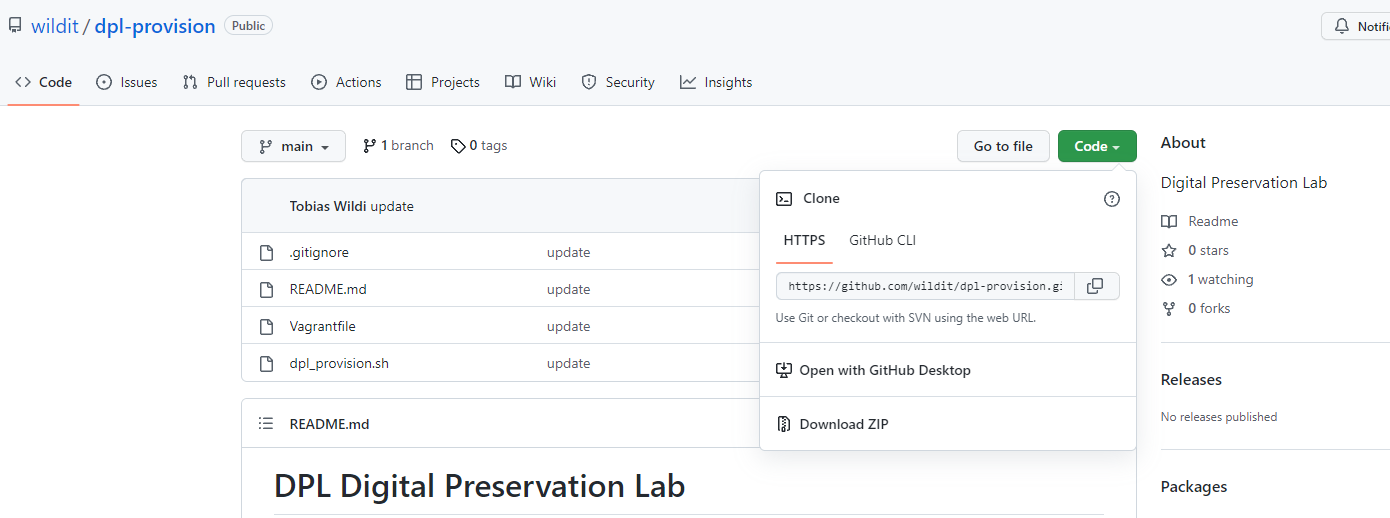 wildit / dpl-provision Public
Notifi
Code Issues Pull requests Actions Projects Wiki Security Insights
main 1 branch 0 tags Go to file Code
About
Digital Preservation Lab
Readme
0 stars
1 watching
0 forks
Releases
No releases published
Packages
Tobias Wildi update
.gitignore update
README.md update
Vagrantfile update
dpl_provision.sh update
Clone
HTTPS GitHub CLI
https://github.com/wildit/dpl-provision.gi
Use Git or checkout with SVN using the web URL.
Open with GitHub Desktop
Download ZIP
README.md
DPL Digital Preservation Lab